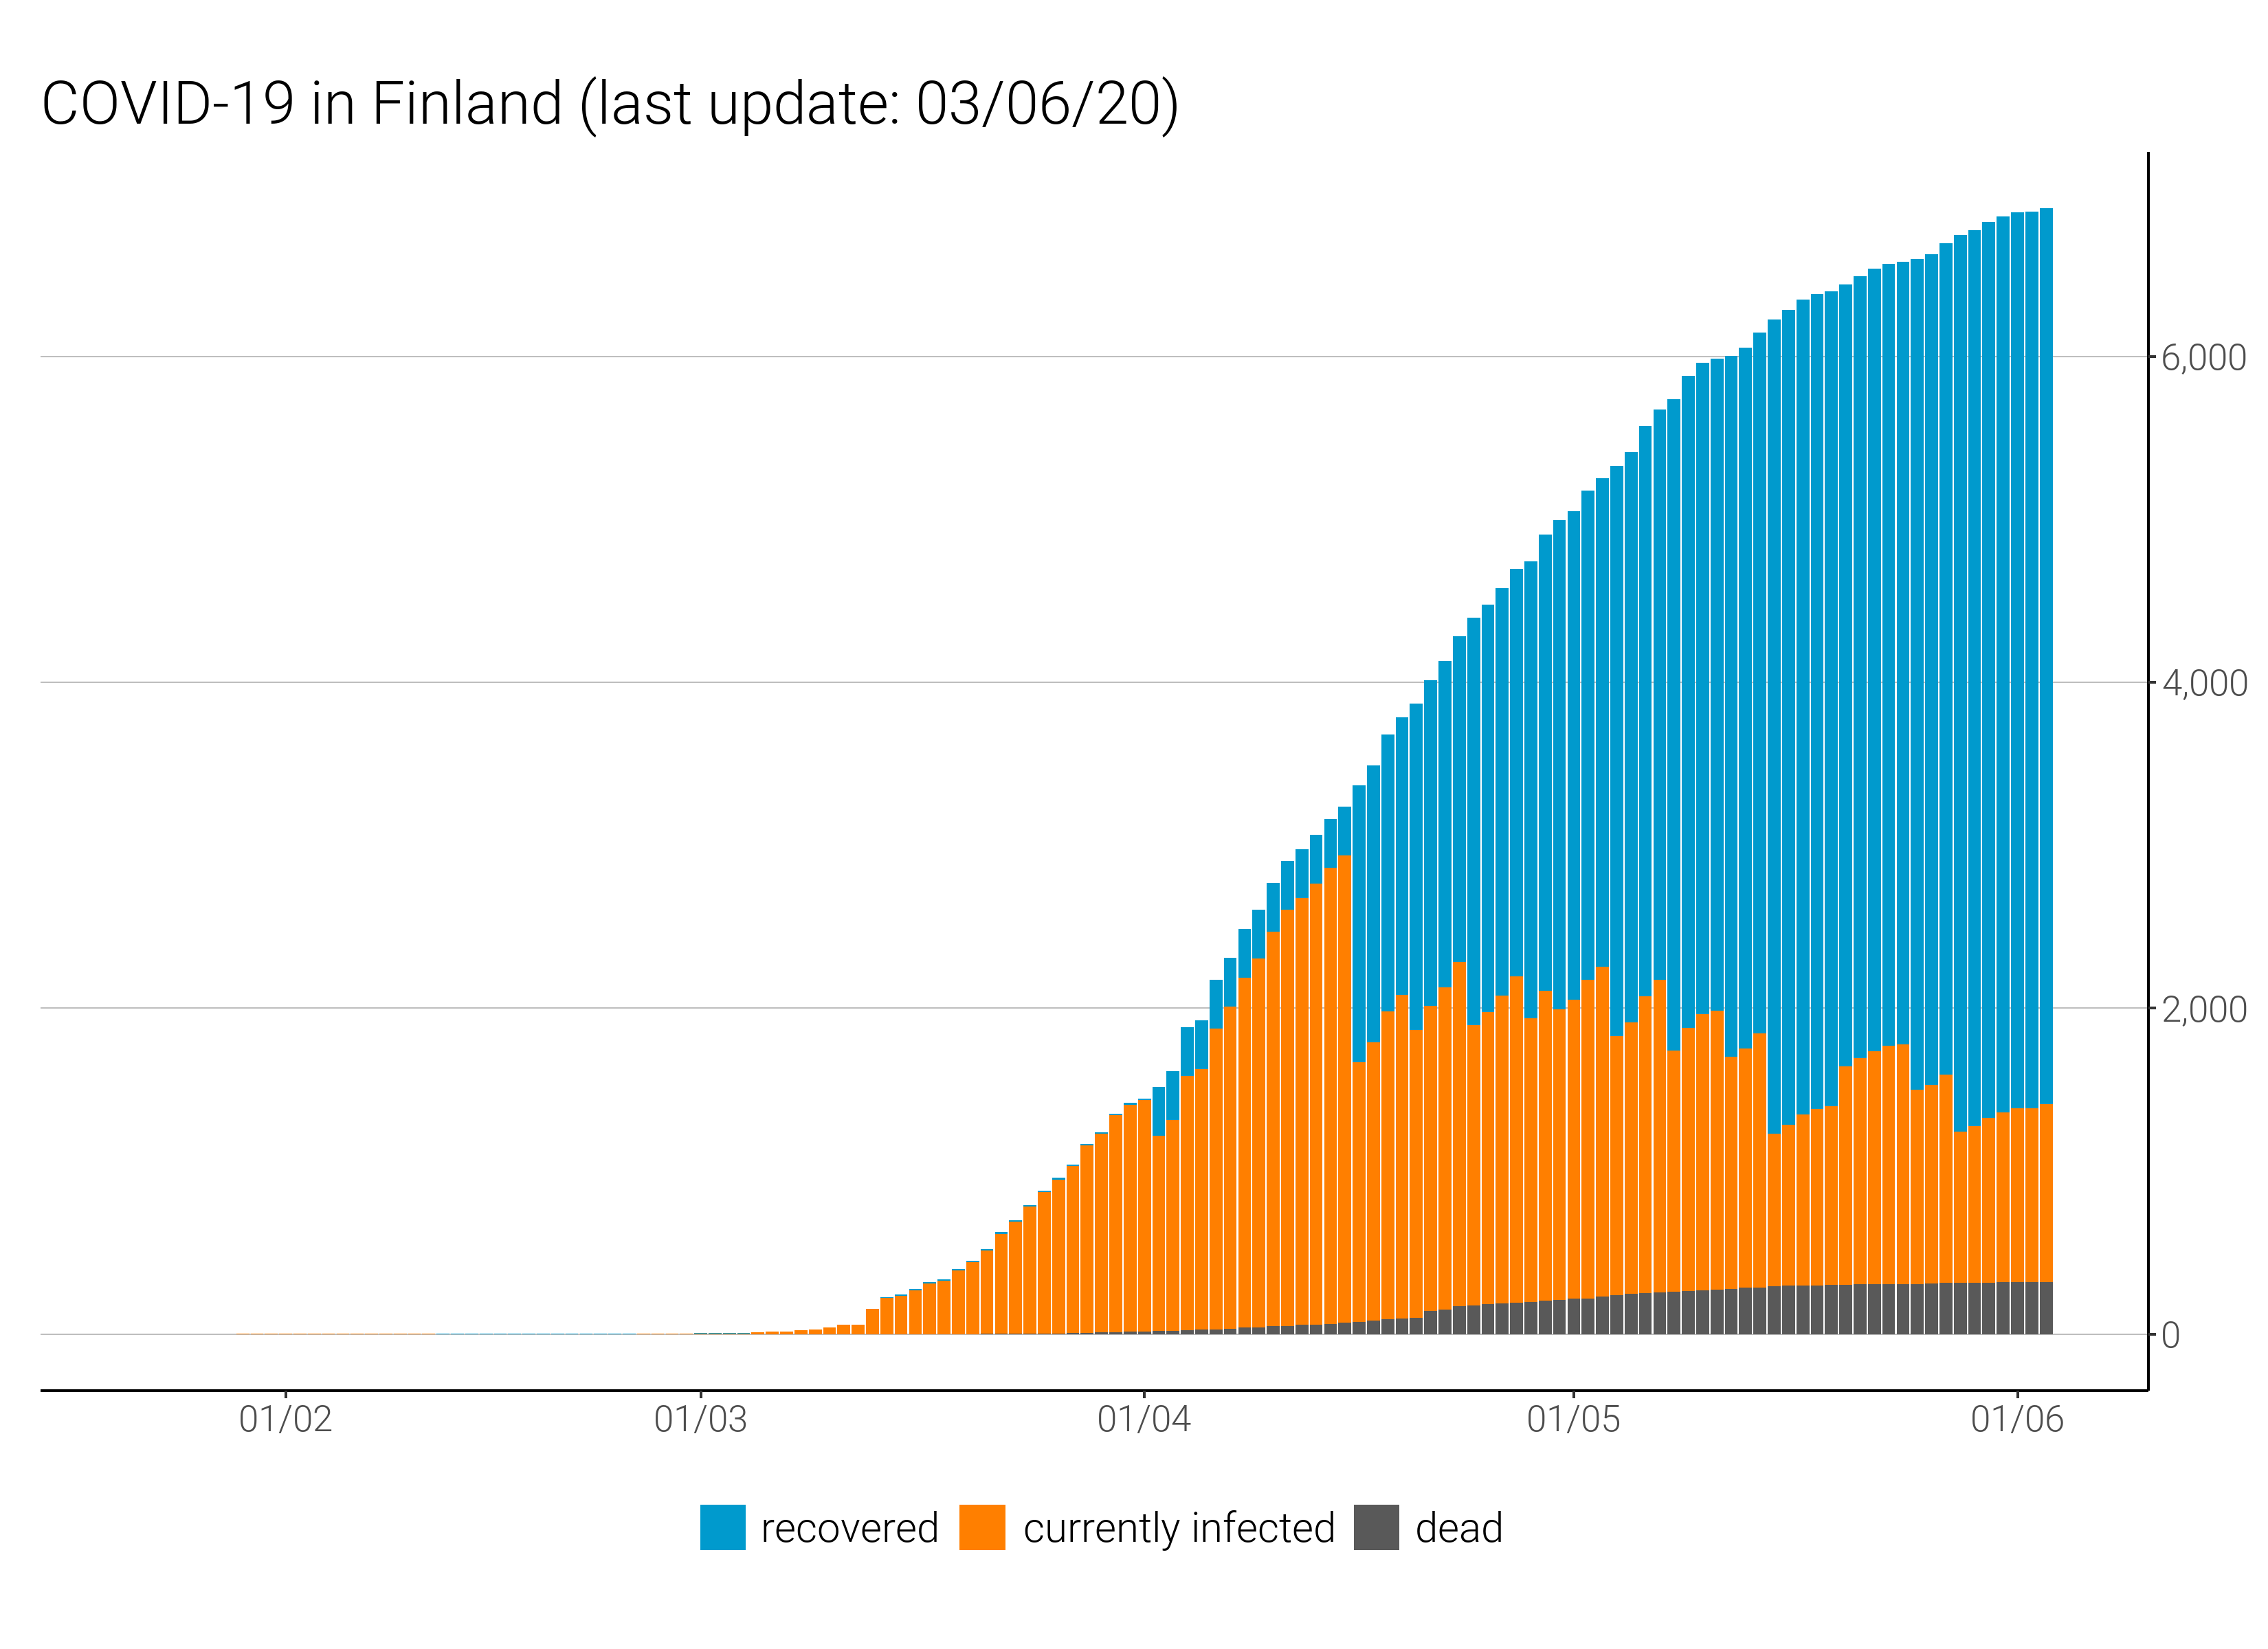 COVID-19 in Finland (last update: 03/06/20)
6,000
4,000
2,000
0
01/02 01/03 01/04 01/05 01/06
recovered currently infected dead